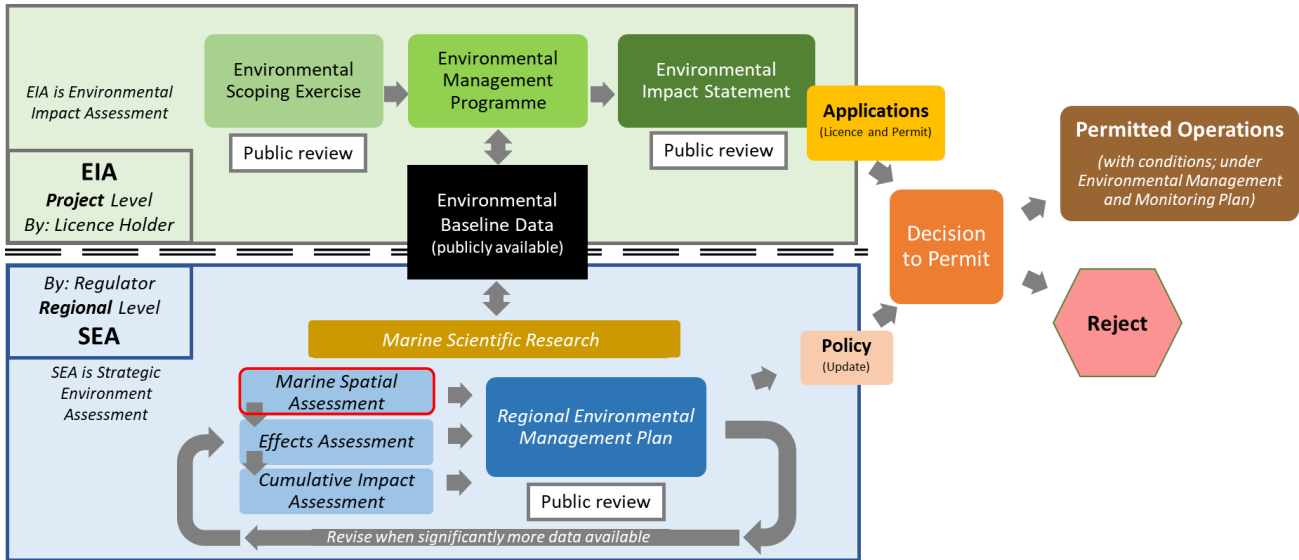 EIA is Environmental
Impact Assessment
Environmental
Scoping Exercise
Public review
Environmental
Management
Programme
Environmental
Impact Statement
Public review
Applications
(Licence and Permit)
EIA
Project Level
By: Licence Holder
Environmental
Baseline Data
(publicly available)
Permitted Operations
(with conditions; under
Environmental Management
and Monitoring Plan)
Decision
to Permit
Reject
By: Regulator
Regional Level
SEA
SEA is Strategic
Environment
Assessment
Marine Scientific Research
Marine Spatial
Assessment
Effects Assessment
Cumulative Impact
Assessment
Regional Environmental
Management Plan
Public review
Policy
(Update)
Revise when significantly more data available